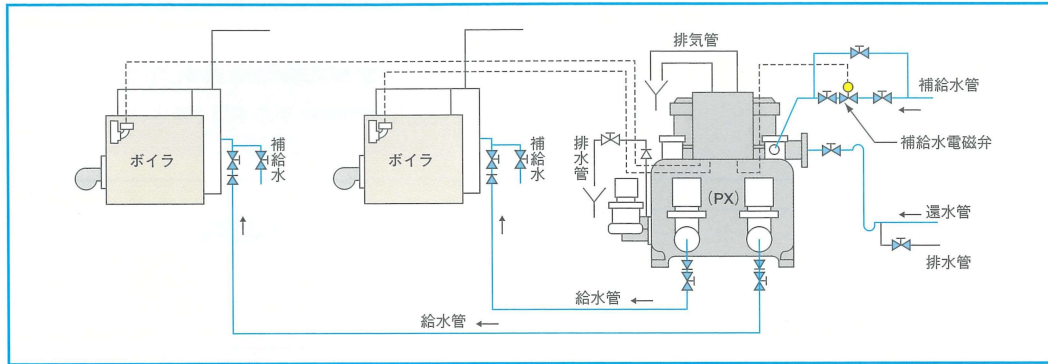 排気管
補給水管
補給水電磁弁
ボイラ
補給水
ボイラ
補給水
排水管
(PX)
還水管
排水管
給水管
給水管